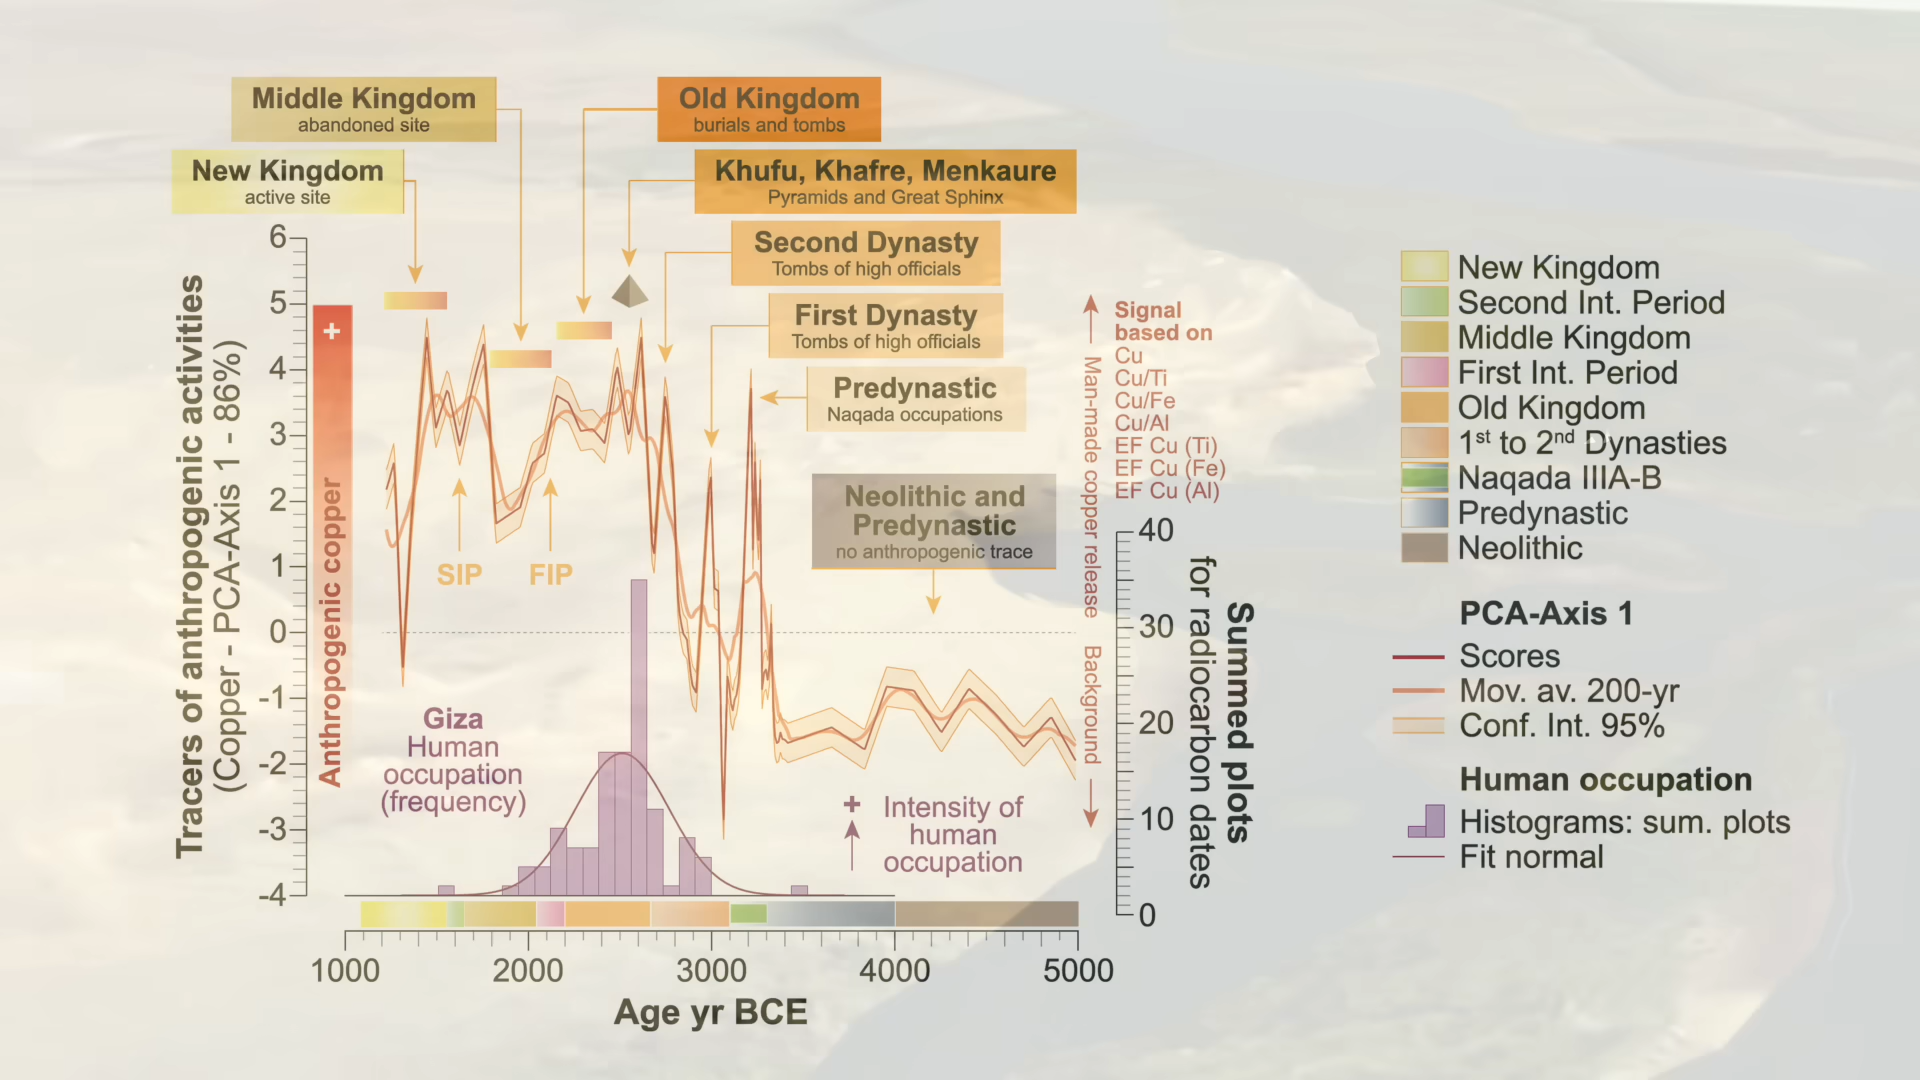 Middle Kingdom
abandoned site
New Kingdom
active site
Old Kingdom
burials and tombs
Khufu, Khafre, Menkaure
Pyramids and Great Sphinx
Second Dynasty
Tombs of high officials
First Dynasty
Tombs of high officials
Predynastic
Naqada occupations
Neolithic and
Predynastic
no anthropogenic trace
Tracers of anthropogenic activities
(Copper - PCA-Axis 1 - 86%)
6
5
4
3
2
1
0
-1
-2
-3
-4
+
Anthropogenic copper
SIP
FIP
Giza
Human
occupation
(frequency)
+
Intensity of
human
occupation
Signal
based on
Cu
Cu/Ti
Cu/Fe
Cu/Al
EF Cu (Ti)
EF Cu (Fe)
EF Cu (Al)
Man-made copper release
Background
40
30
20
10
0
Summed plots
for radiocarbon dates
1000
2000
3000
4000
5000
Age yr BCE
New Kingdom
Second Int. Period
Middle Kingdom
First Int. Period
Old Kingdom
1st to 2nd Dynasties
Naqada IIIA-B
Predynastic
Neolithic
PCA-Axis 1
Scores
Mov. av. 200-yr
Conf. Int. 95%
Human occupation
Histograms: sum. plots
Fit normal